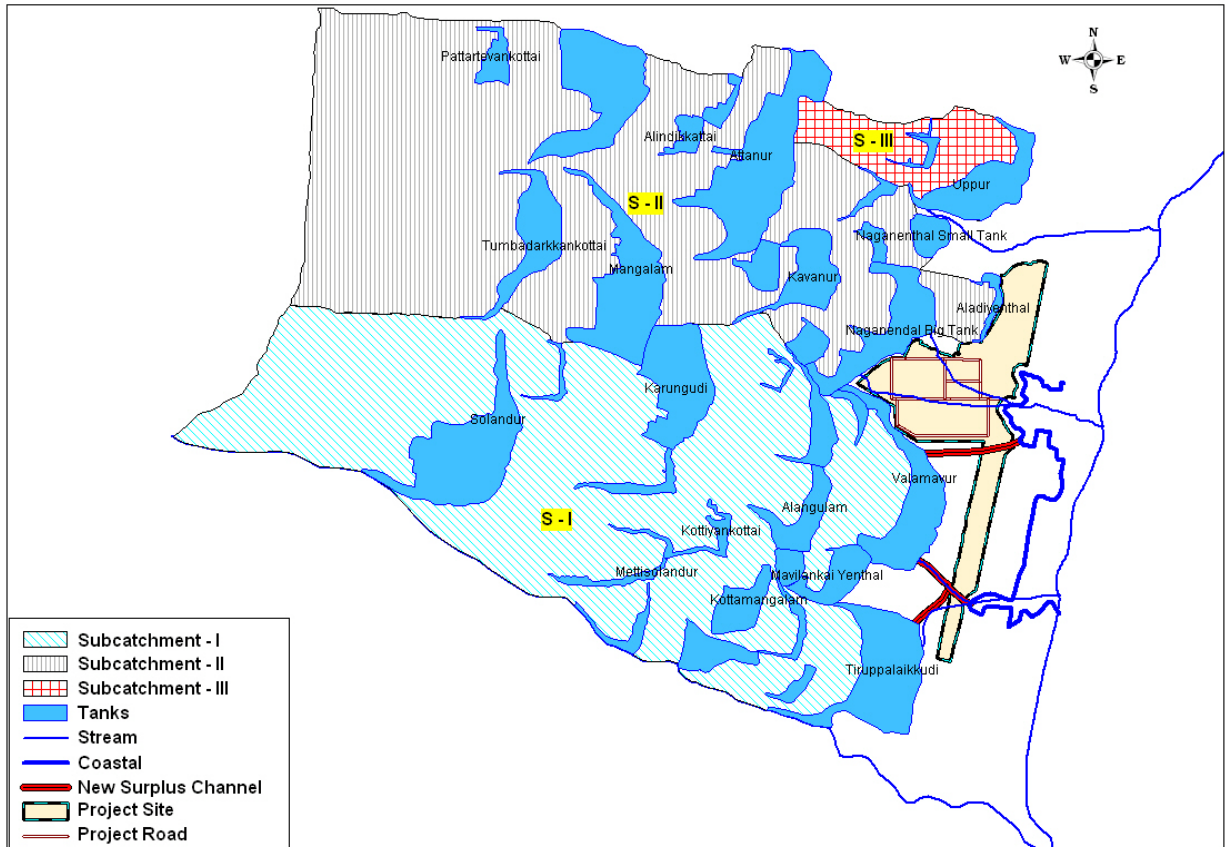 N
W E
S
Pattartevankottai
Alindikkattai
Attanur
S - III
Uppur
S - II
Tumbadarkkankottai
Mangalam
Naganenthal Small Tank
Kavanur
Aladiyenthal
Naganendal Big Tank
Karungudi
Solandur
Valamavur
Alangulam
S - I
Kottiyankottai
Mettisolandur
Mavilankai Yenthal
Kottamangalam
Tiruppalaikkudi
Subcatchment - I
Subcatchment - II
Subcatchment - III
Tanks
Stream
Coastal
New Surplus Channel
Project Site
Project Road